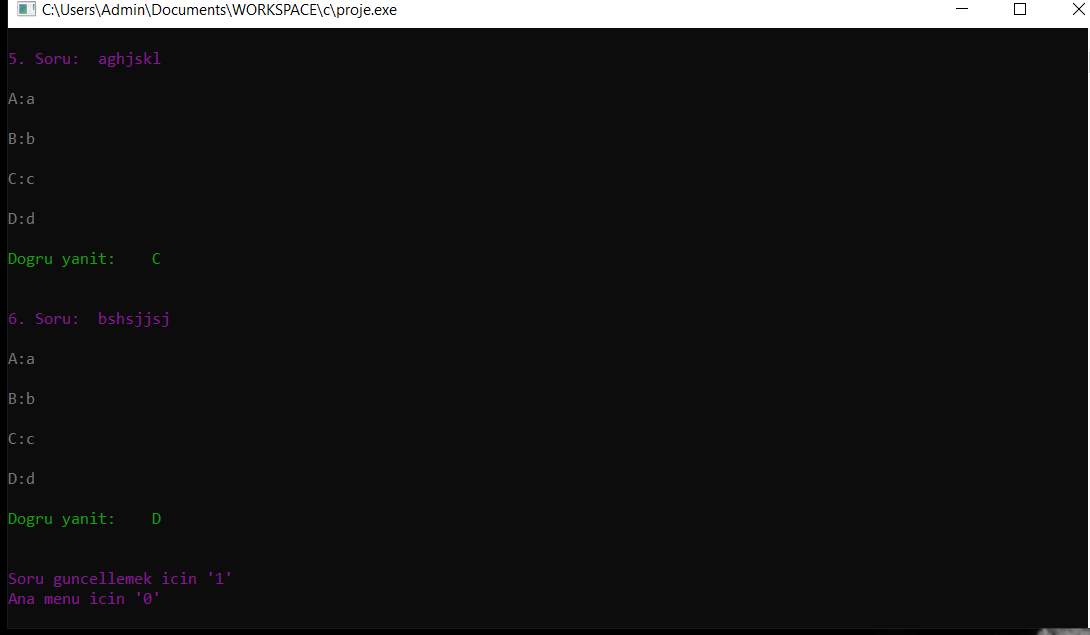 C:\Users\Admin\Documents\WORKSPACE\c\proje.exe
5. Soru:  aghjskl
A:a
B:b
C:c
D:d
Dogru yanit:    C
6. Soru:  bshsjjsj
A:a
B:b
C:c
D:d
Dogru yanit:    D
Soru guncellemek icin '1'
Ana menu icin '0'